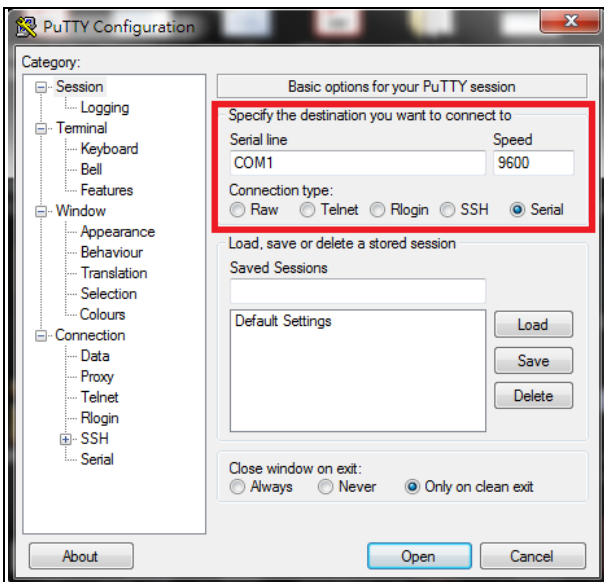 PuTTY Configuration
Category:
Session
Logging
Terminal
Keyboard
Bell
Features
Window
Appearance
Behaviour
Translation
Selection
Colours
Connection
Data
Proxy
Telnet
Rlogin
SSH
Serial
Basic options for your PuTTY session
Specify the destination you want to connect to
Serial line Speed
COM1 9600
Connection type:
Raw Telnet Rlogin SSH Serial
Load, save or delete a stored session
Saved Sessions
Default Settings
Load
Save
Delete
Close window on exit:
Always Never Only on clean exit
About Open Cancel